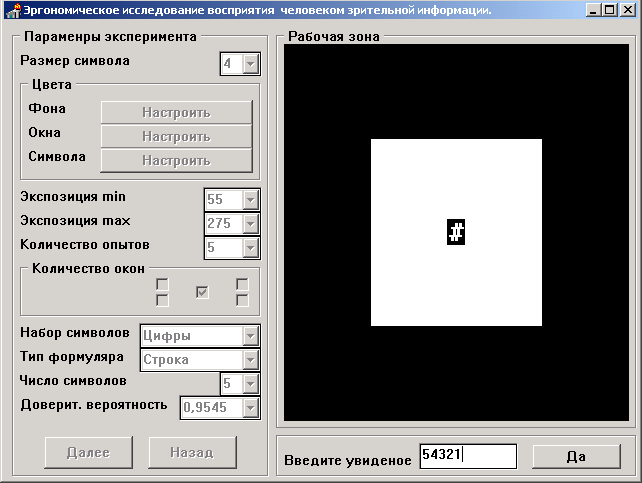 Эргономическое исследование восприятия человеком зрительной информации.
Параменры эксперимента
Размер символа 4
Цвета
Фона Настроить
Окна Настроить
Символа Настроить
Экспозиция min 55
Экспозиция max 275
Количество опытов 5
Количество окон
Набор символов Цифры
Тип формуляра Строка
Число символов 5
Доверит. вероятность 0,9545
Далее Назад
Рабочая зона
#
Введите увиденое 54321 Да